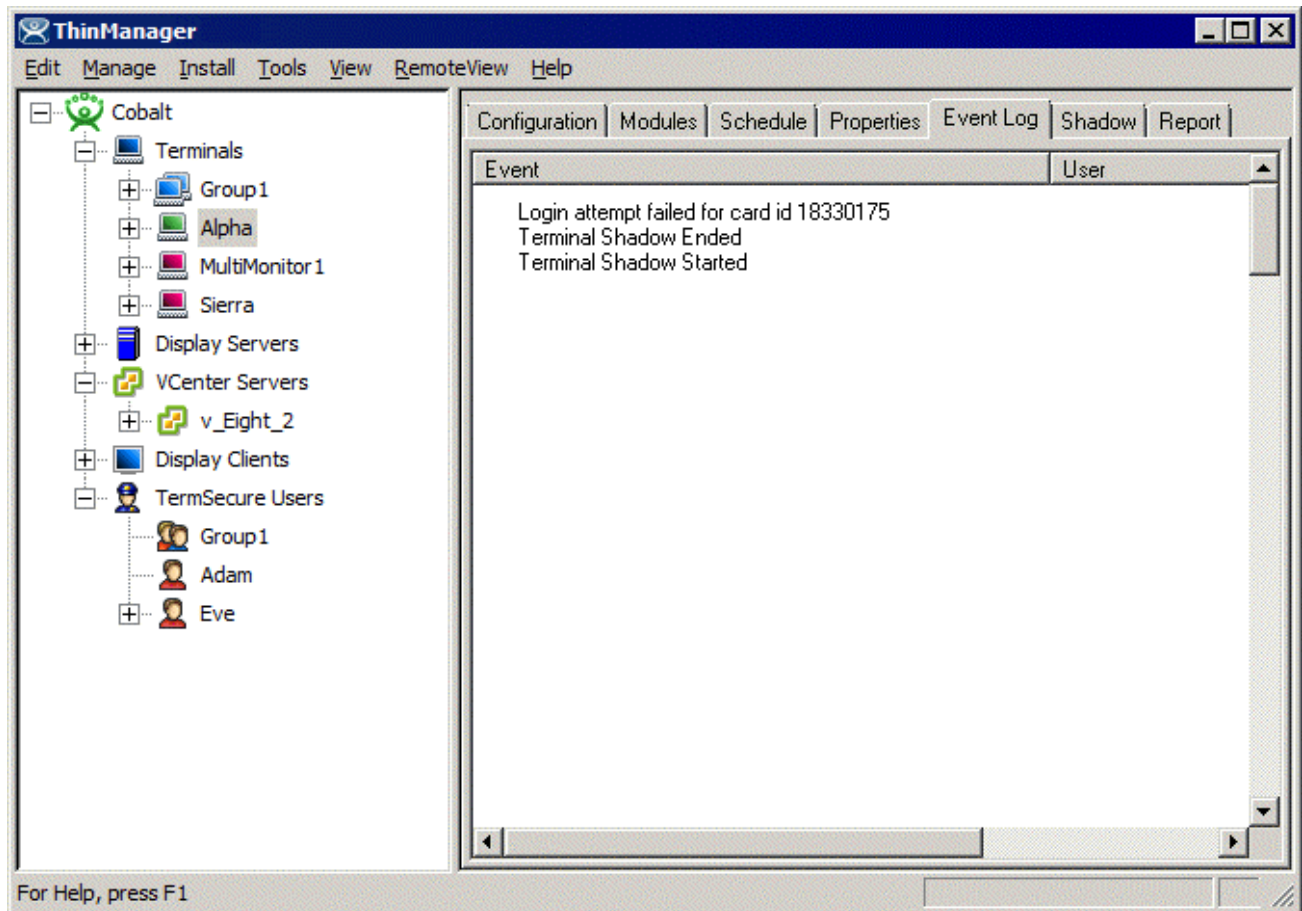 ThinManager
Edit Manage Install Tools View RemoteView Help
Cobalt
Terminals
Group1
Alpha
MultiMonitor1
Sierra
Display Servers
VCenter Servers
v_Eight_2
Display Clients
TermSecure Users
Group1
Adam
Eve
Configuration Modules Schedule Properties Event Log Shadow Report
Event User
Login attempt failed for card id 18330175
Terminal Shadow Ended
Terminal Shadow Started
For Help, press F1